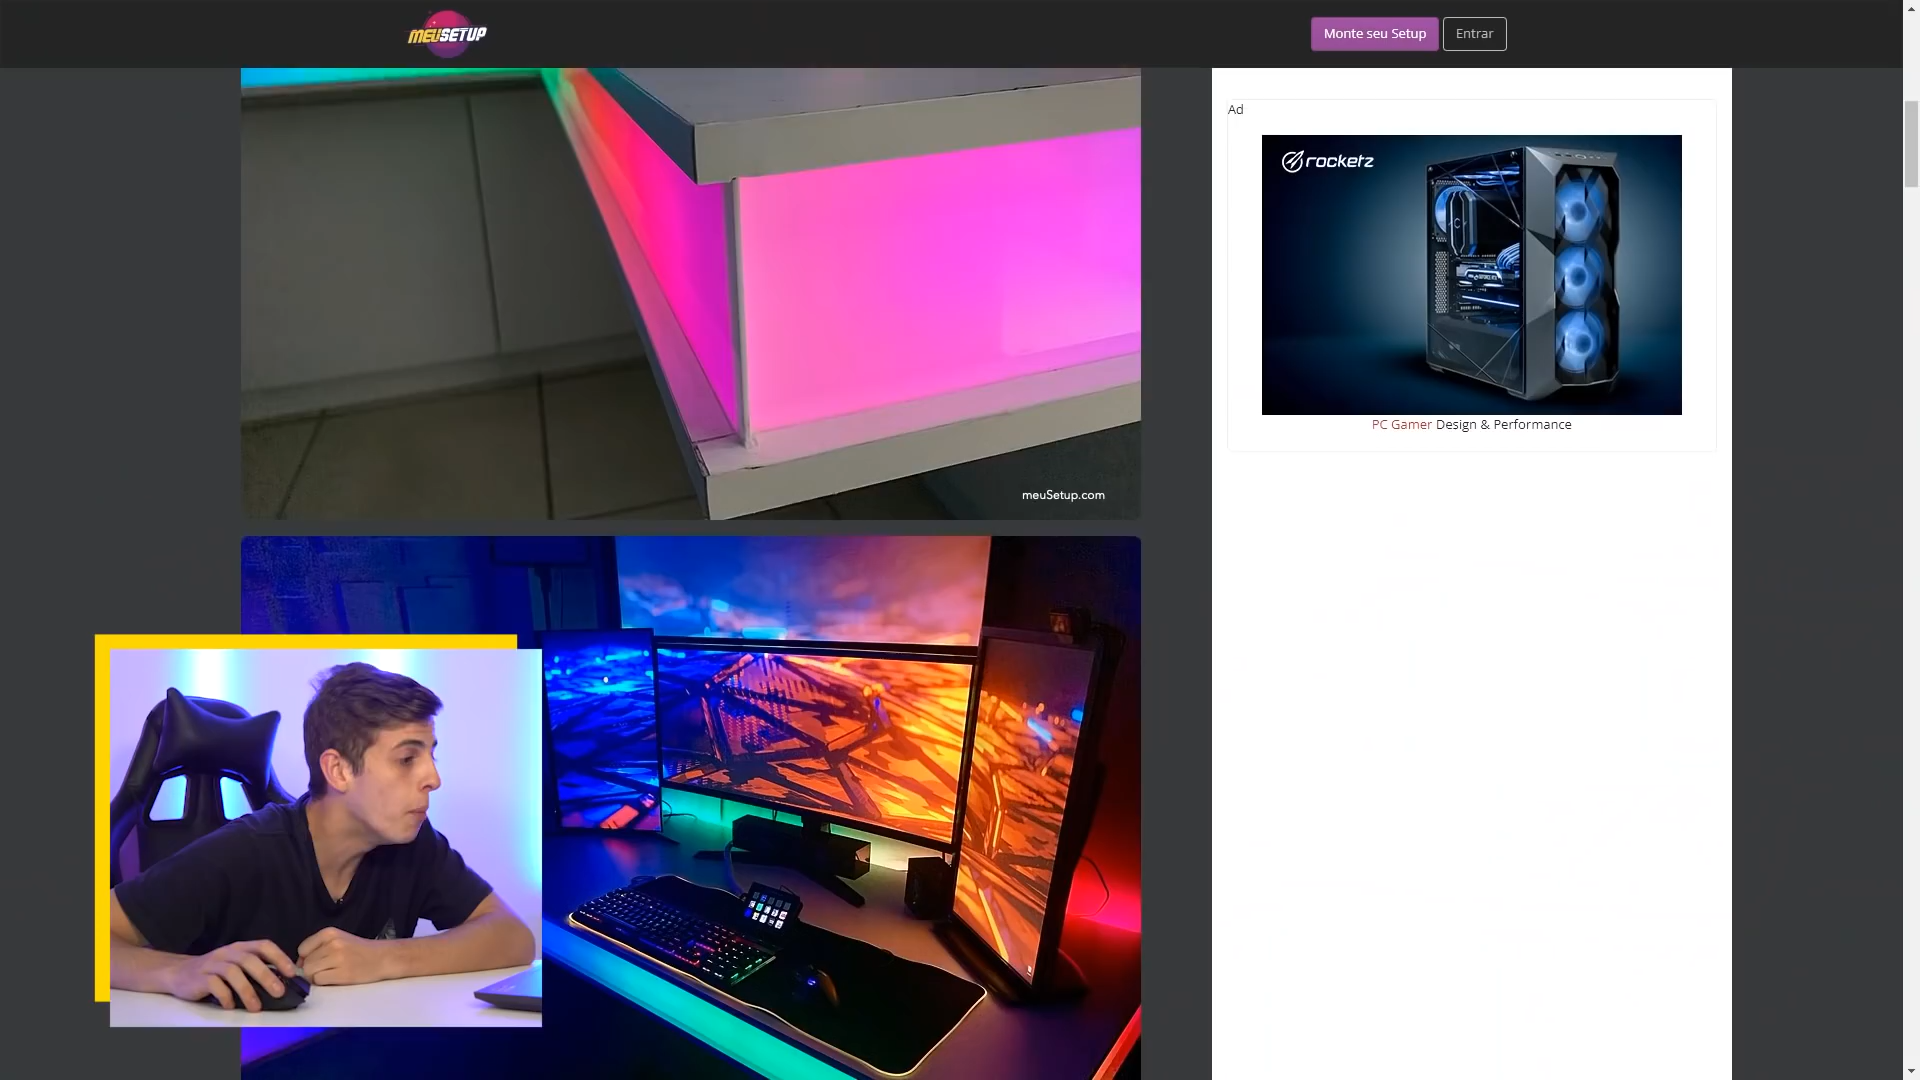 MEUSETUP
Monte seu Setup
Entrar
Ad
rocketz
PC Gamer Design & Performance
meuSetup.com